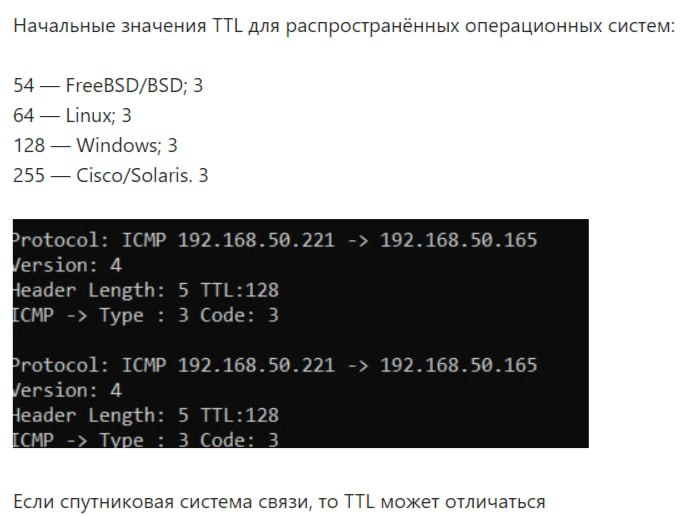 Начальные значения TTL для распространённых операционных систем:
54 — FreeBSD/BSD; 3
64 — Linux; 3
128 — Windows; 3
255 — Cisco/Solaris. 3
Protocol: ICMP 192.168.50.221 -> 192.168.50.165
Version: 4
Header Length: 5 TTL:128
ICMP -> Type : 3 Code: 3
Protocol: ICMP 192.168.50.221 -> 192.168.50.165
Version: 4
Header Length: 5 TTL:128
ICMP -> Type : 3 Code: 3
Если спутниковая система связи, то TTL может отличаться